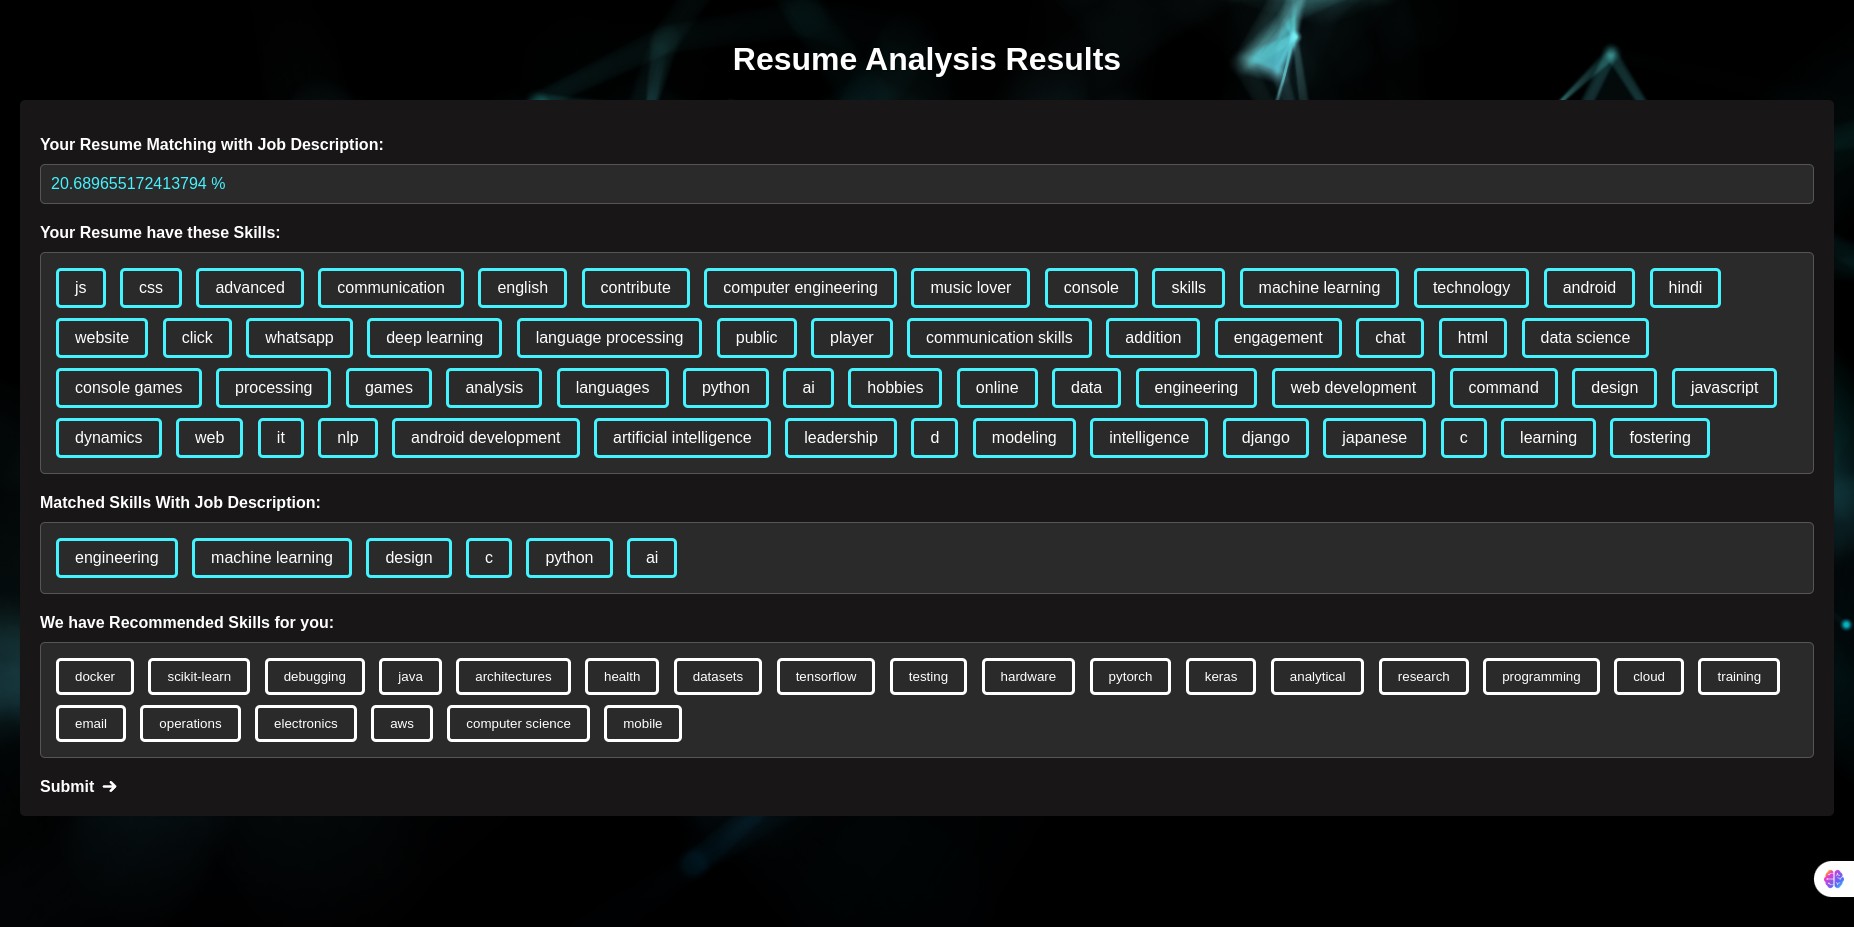 Resume Analysis Results
Your Resume Matching with Job Description:
20.689655172413794 %
Your Resume have these Skills:
js css advanced communication english contribute computer engineering music lover console skills machine learning technology android hindi
website click whatsapp deep learning language processing public player communication skills addition engagement chat html data science
console games processing games analysis languages python ai hobbies online data engineering web development command design javascript
dynamics web it nlp android development artificial intelligence leadership d modeling intelligence django japanese c learning fostering
Matched Skills With Job Description:
engineering machine learning design c python ai
We have Recommended Skills for you:
docker scikit-learn debugging java architectures health datasets tensorflow testing hardware pytorch keras analytical research programming cloud training
email operations electronics aws computer science mobile
Submit